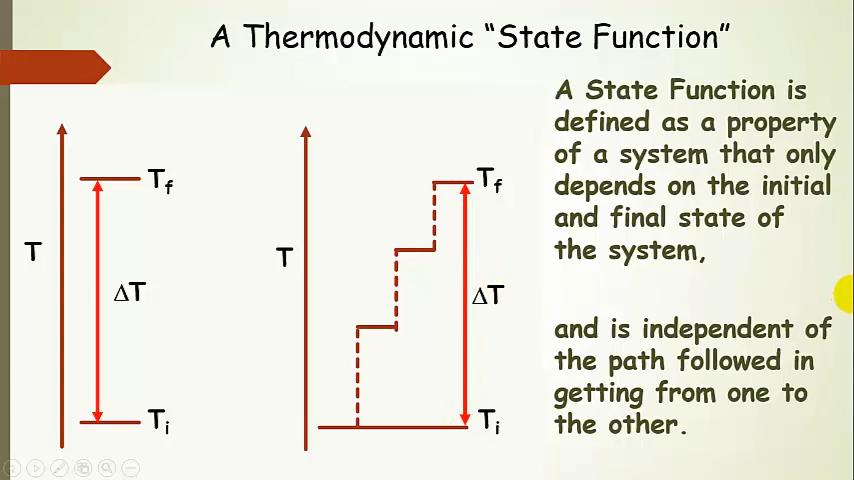 A Thermodynamic “State Function”
T
Tf
ΔT
Ti
T
Tf
ΔT
Ti
A State Function is
defined as a property
of a system that only
depends on the initial
and final state of
the system,
and is independent of
the path followed in
getting from one to
the other.